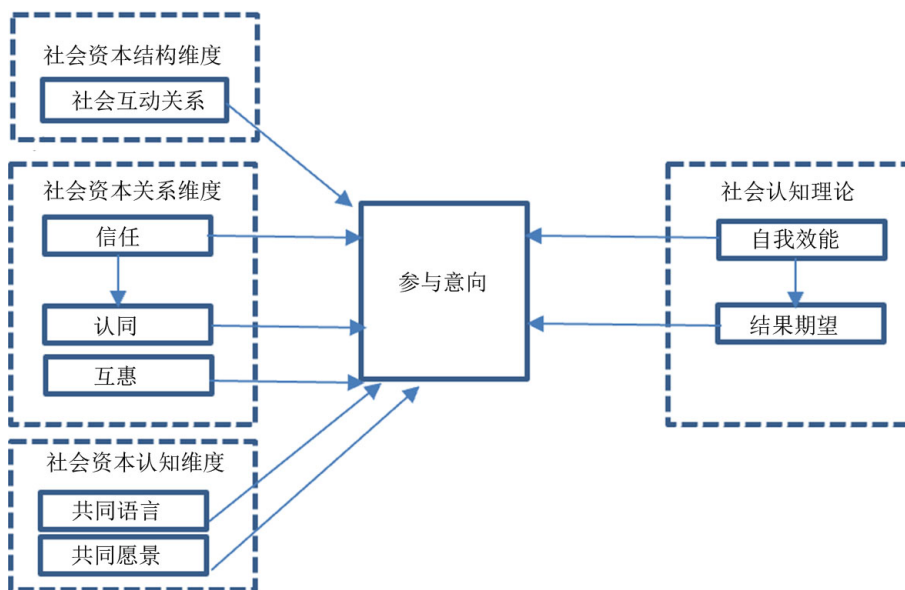 社会资本结构维度
社会互动关系
社会资本关系维度
信任
认同
互惠
社会资本认知维度
共同语言
共同愿景
参与意向
社会认知理论
自我效能
结果期望